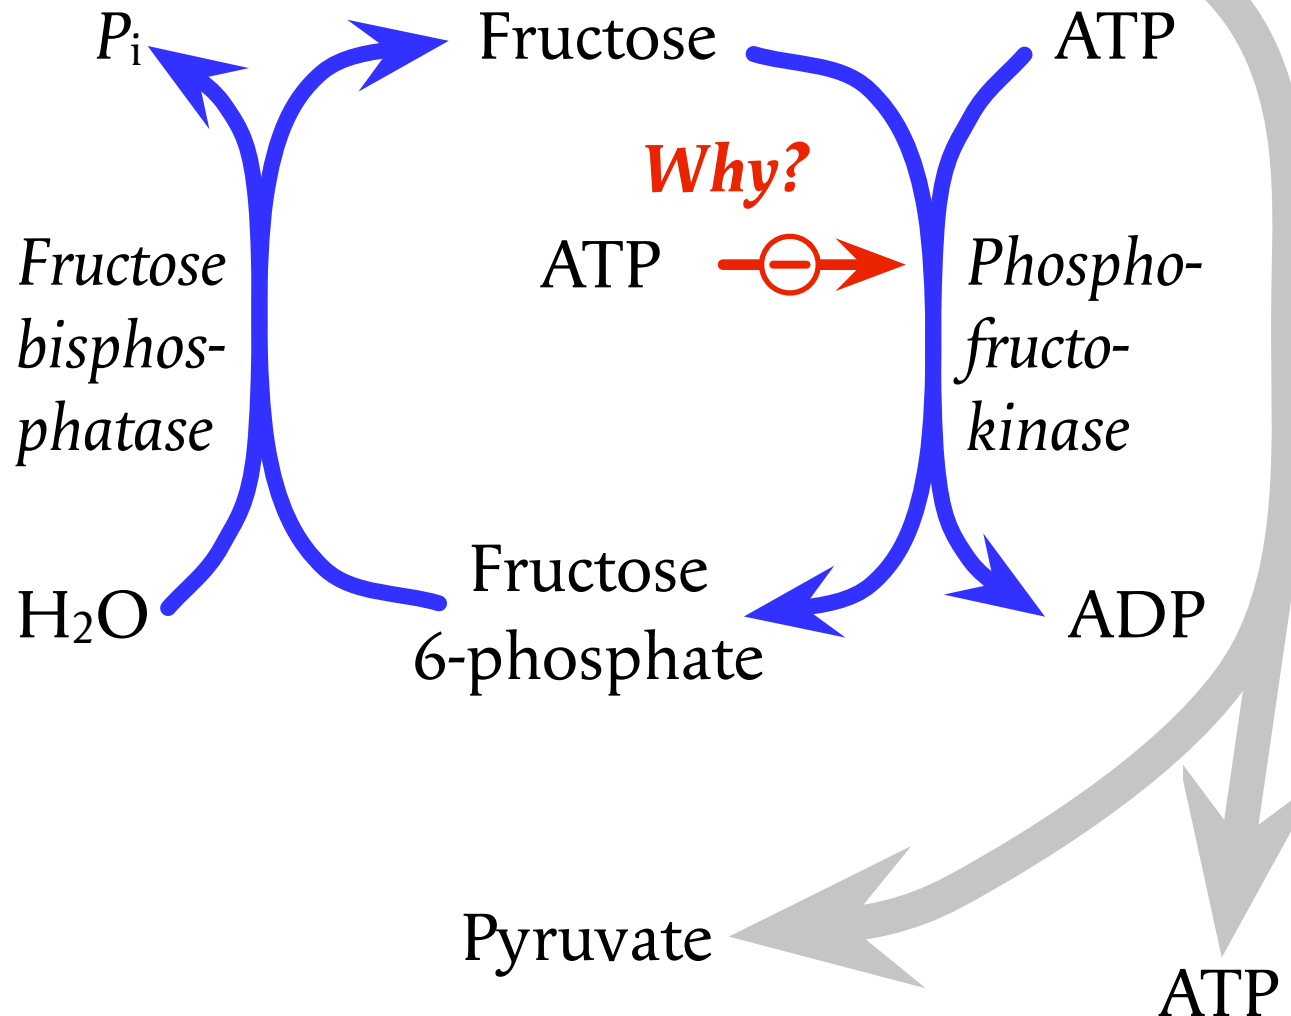 Pi
Fructose
ATP
Why?
ATP
Fructose
bisphos-
phatase
Phospho-
fructo-
kinase
H2O
Fructose
6-phosphate
ADP
Pyruvate
ATP